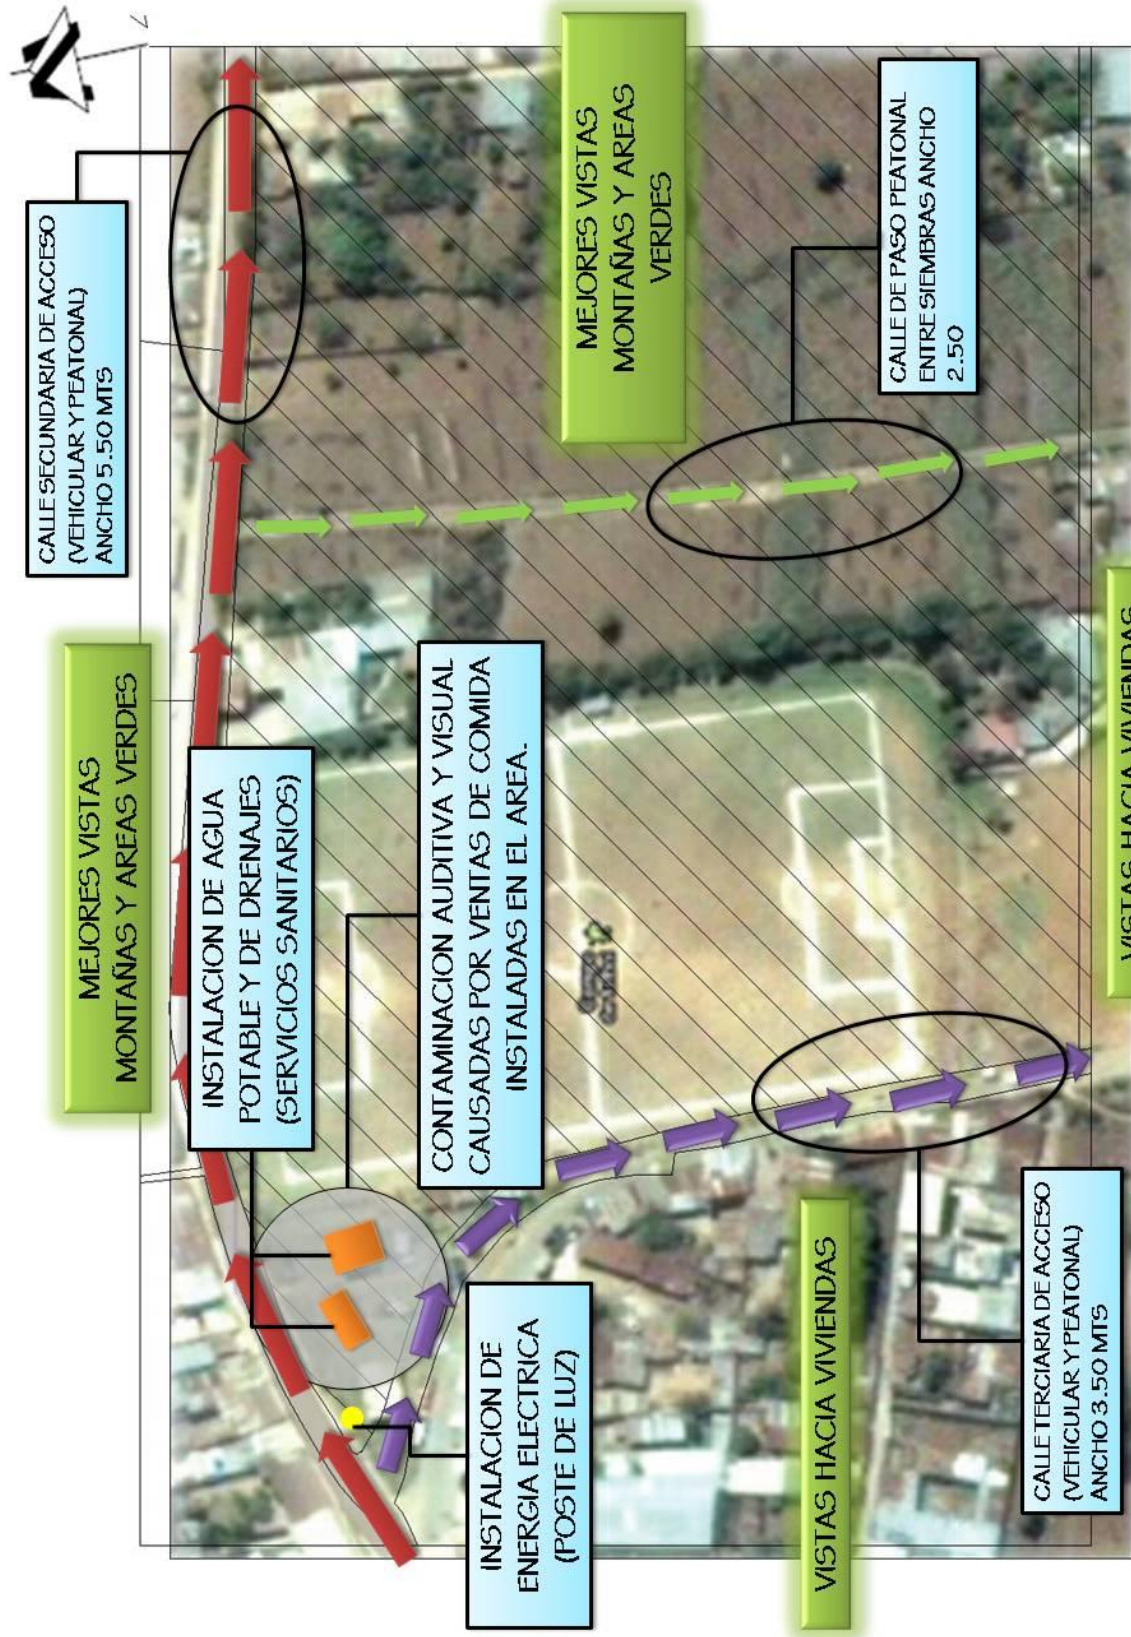 CALLE SECUNDARIA DE ACCESO
(VEHICULAR Y PEATONAL)
ANCHO 5.50 MTS
MEJORES VISTAS
MONTAÑAS Y AREAS VERDES
MEJORES VISTAS
MONTAÑAS Y AREAS
VERDES
INSTALACION DE AGUA
POTABLE Y DE DRENAJES
(SERVICIOS SANITARIOS)
CONTAMINACION AUDITIVA Y VISUAL
CAUSADAS POR VENTAS DE COMIDA
INSTALADAS EN EL AREA.
CALLE DE PASO PEATONAL
ENTRE SIEMBRAS ANCHO
2.50
INSTALACION DE
ENERGIA ELECTRICA
(POSTE DE LUZ)
VISTAS HACIA VIVIENDAS
CALLE TERCIARIA DE ACCESO
(VEHICULAR Y PEATONAL)
ANCHO 3.50 MTS
VISTAS HACIA VIVIENDAS